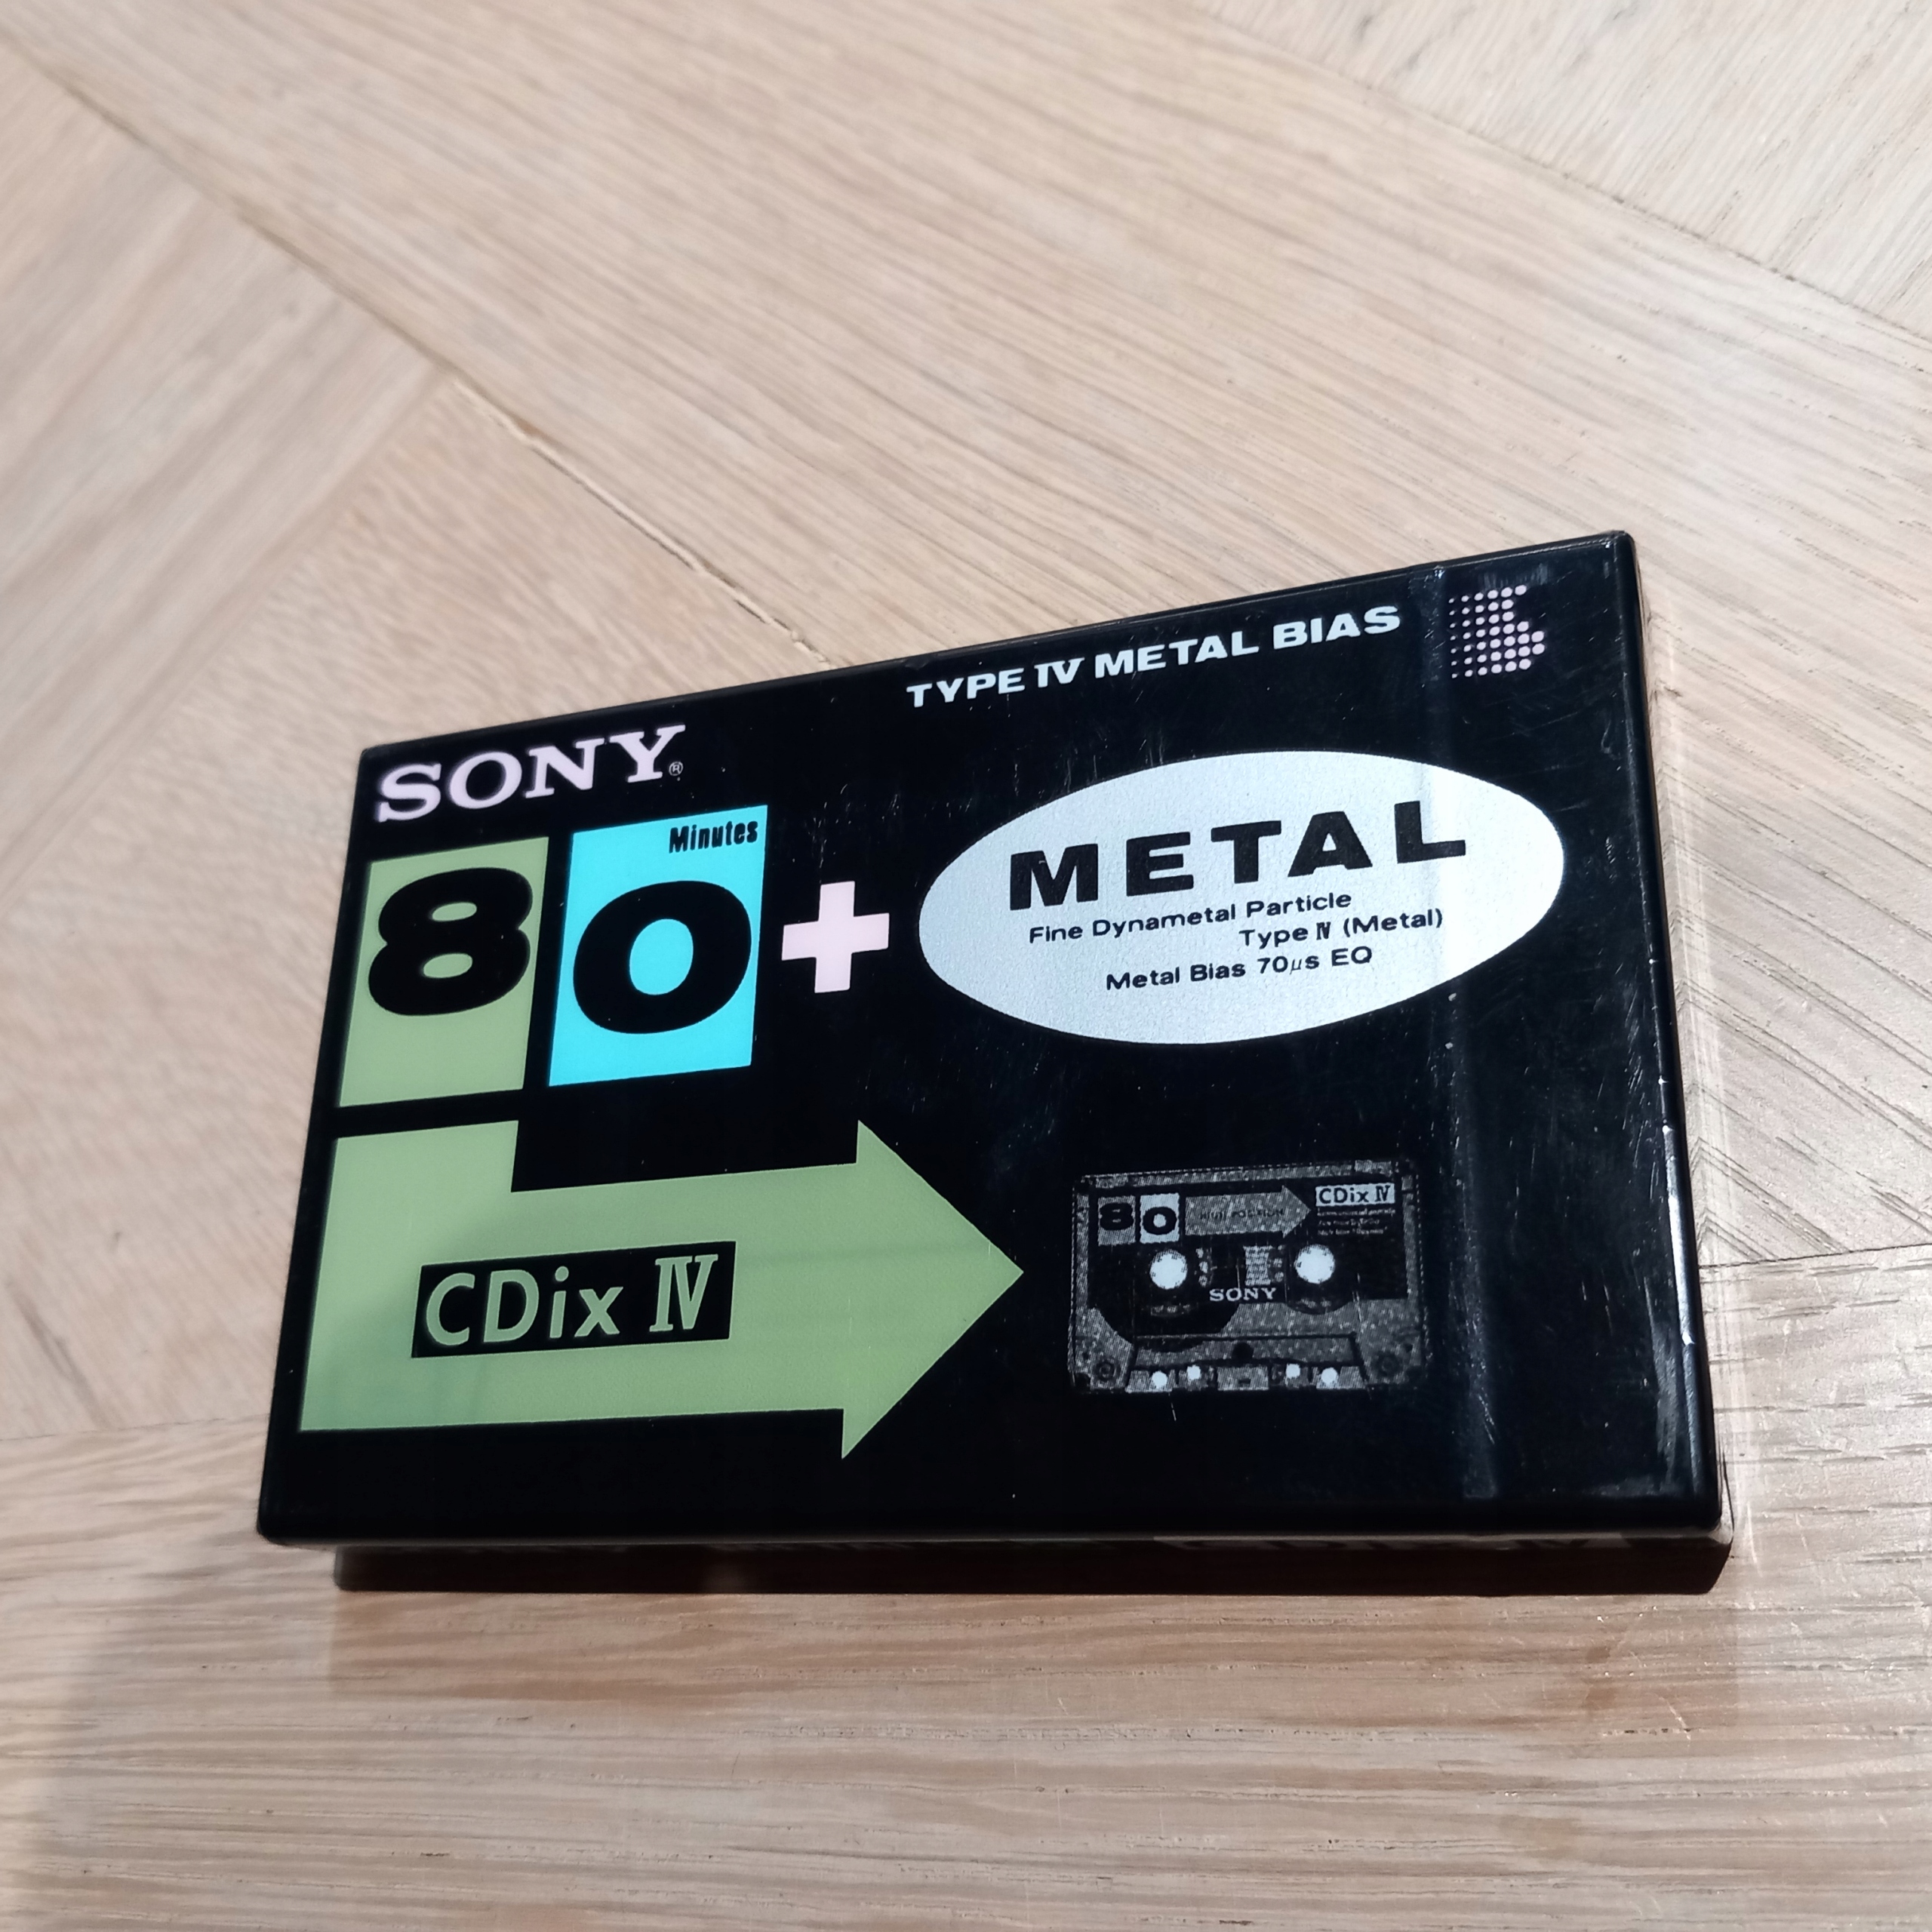 TYPE IV METAL BIAS
SONY®
Minutes
80
+
METAL
Fine Dynametal Particle
Type IV (Metal)
Metal Bias 70µs EQ
CDix IV
80
CDix IV
SONY